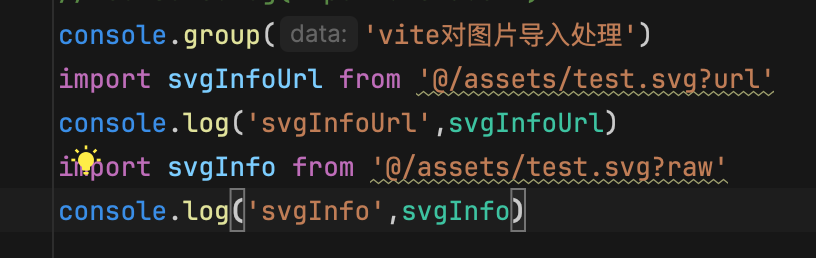 console.group( data: 'vite对图片导入处理')
import svgInfoUrl from '@/assets/test.svg?url'
console.log('svgInfoUrl',svgInfoUrl)
import svgInfo from '@/assets/test.svg?raw'
console.log('svgInfo',svgInfo)